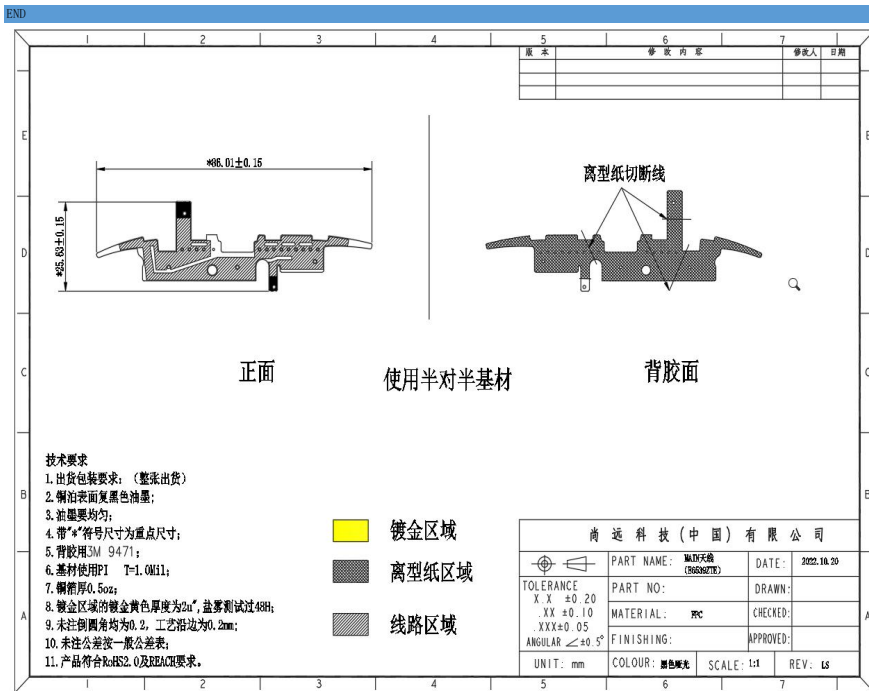 END
1 2 3 4 5 6 7
版 本 修 改 内 容 修改人 日期
E E
D D
C C
B B
A A
*86.01±0.15
*25.63±0.15
离型纸切断线
正面
使用半对半基材
背胶面
技术要求
1.出货包装要求：（整张出货）
2.铜泊表面复黑色油墨;
3.油墨要均匀;
4.带"*"符号尺寸为重点尺寸;
5.背胶用3M 9471;
6.基材使用PI T=1.0Mil;
7.铜箔厚0.5oz;
8.镀金区域的镀金黄色厚度为2u",盐雾测试过48H;
9.未注倒圆角均为0.2, 工艺沿边为0.2mm;
10.未注公差按一般公差表;
11.产品符合RoHS2.0及REACH要求。
镀金区域
离型纸区域
线路区域
尚 远 科 技 (中 国) 有 限 公 司
PART NAME: MAIN天线
(B6539ZTE)
DATE: 2022.10.20
TOLERANCE
X.X ±0.20
.XX ±0.10
.XXX±0.05
ANGULAR ∠±0.5°
PART NO:
DRAWN:
MATERIAL: FPC
CHECKED:
FINISHING:
APPROVED:
UNIT: mm
COLOUR: 黑色哑光
SCALE: 1:1
REV: LS
1 2 3 4 5 6 7